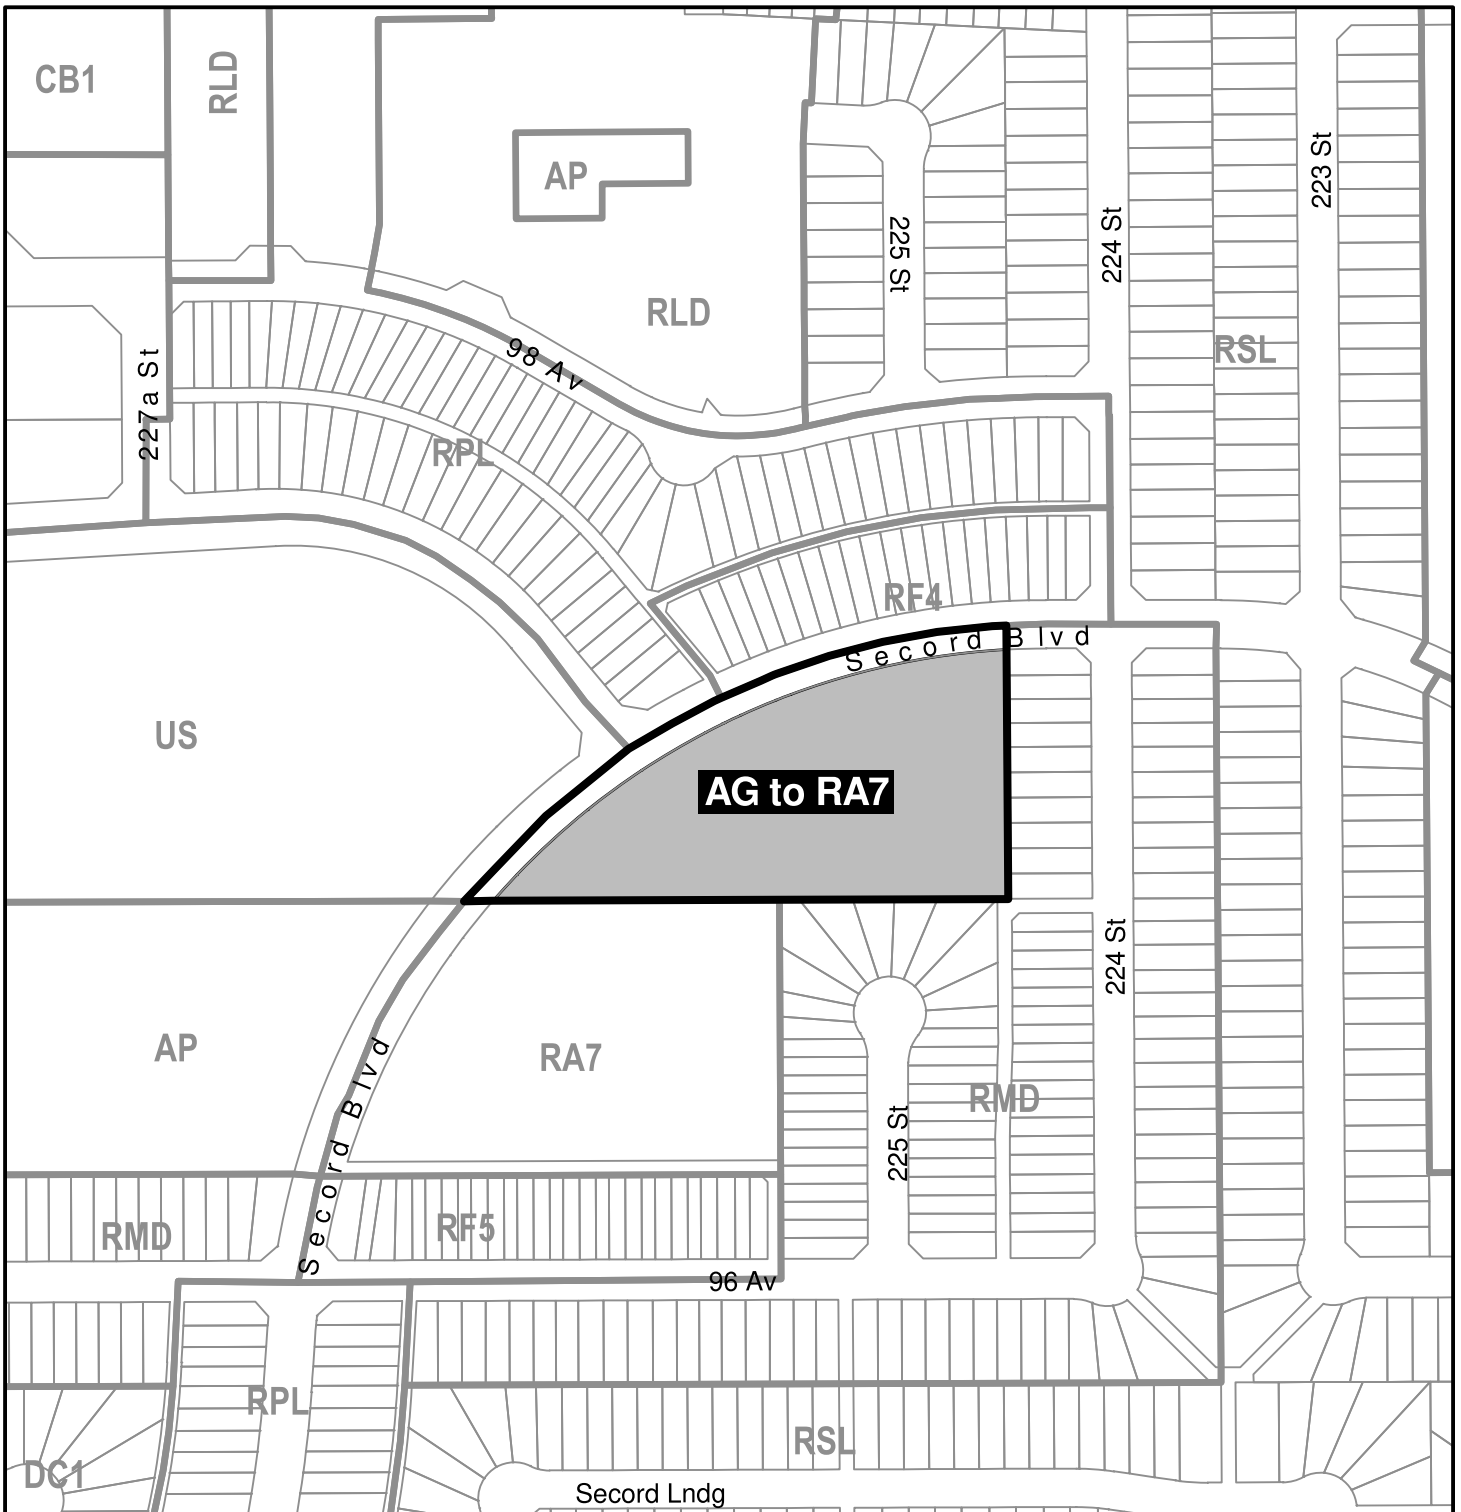 CB1
RLD
AP
223 St
225 St
224 St
RLD
RSL
98 Av
227a St
RPL
RF4
Secord Blvd
US
AG to RA7
224 St
AP
RA7
Secord Blvd
RMD
225 St
RMD
RF5
96 Av
RPL
RSL
DC1
Secord Lndg